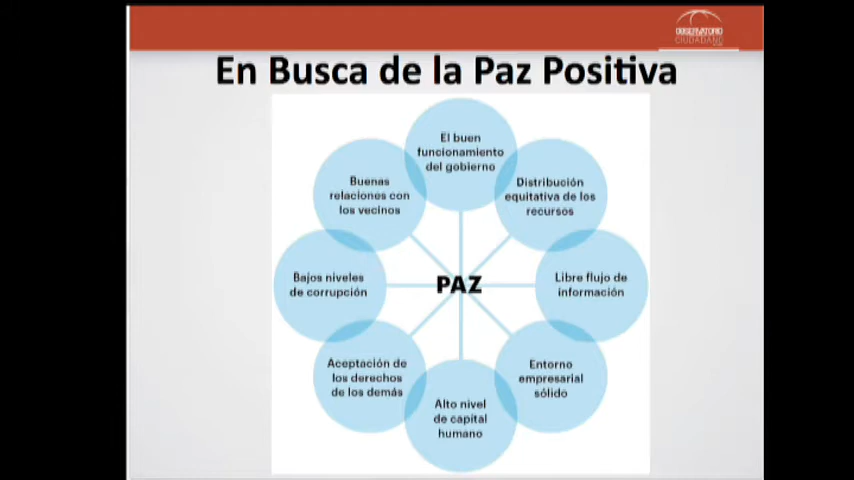 OBSERVATORIO
CIUDADANO
En Busca de la Paz Positiva
El buen
funcionamiento
del gobierno
Distribución
equitativa de los
recursos
Libre flujo de
información
Entorno
empresarial
sólido
Alto nivel
de capital
humano
Aceptación de
los derechos
de los demás
Bajos niveles
de corrupción
Buenas
relaciones con
los vecinos
PAZ